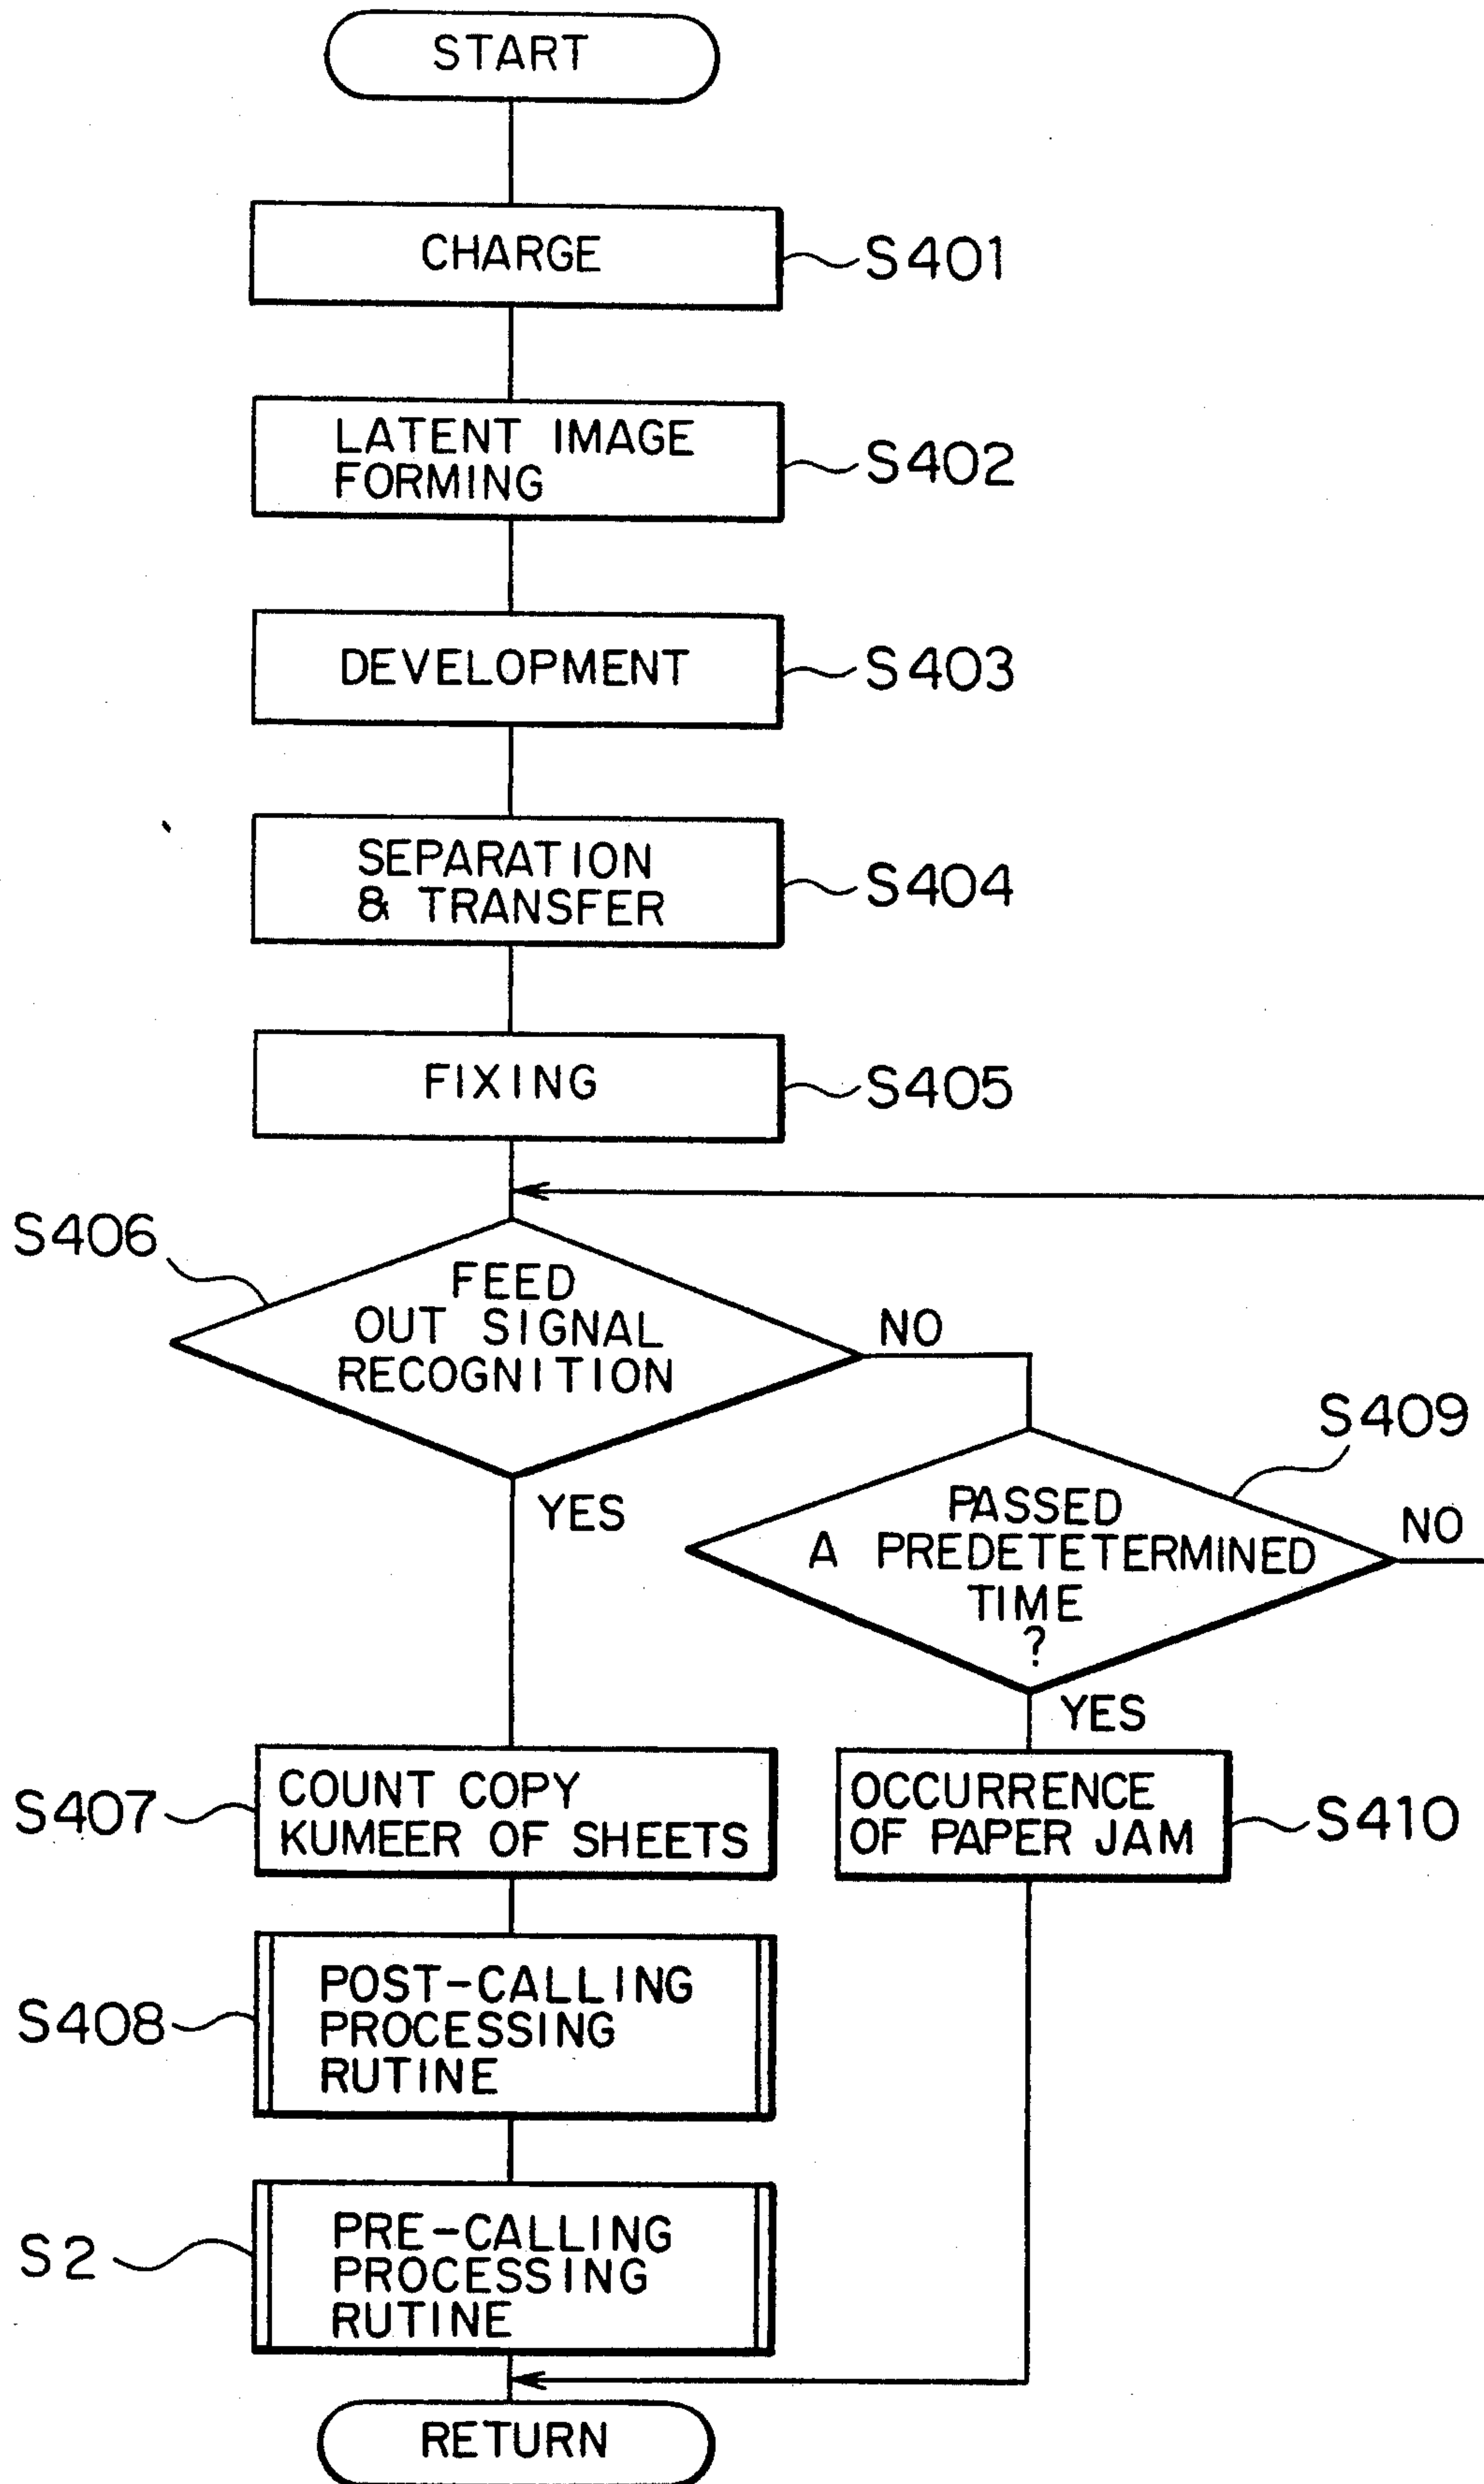 START
CHARGE
S401
LATENT IMAGE
FORMING
S402
DEVELOPMENT
S403
SEPARATION
& TRANSFER
S404
FIXING
S405
S406
FEED
OUT SIGNAL
RECOGNITION
NO
YES
S409
PASSED
A PREDETETERMINED
TIME
?
NO
YES
S407
COUNT COPY
KUMEER OF SHEETS
OCCURRENCE
OF PAPER JAM
S410
S408
POST-CALLING
PROCESSING
RUTINE
S2
PRE-CALLING
PROCESSING
RUTINE
RETURN